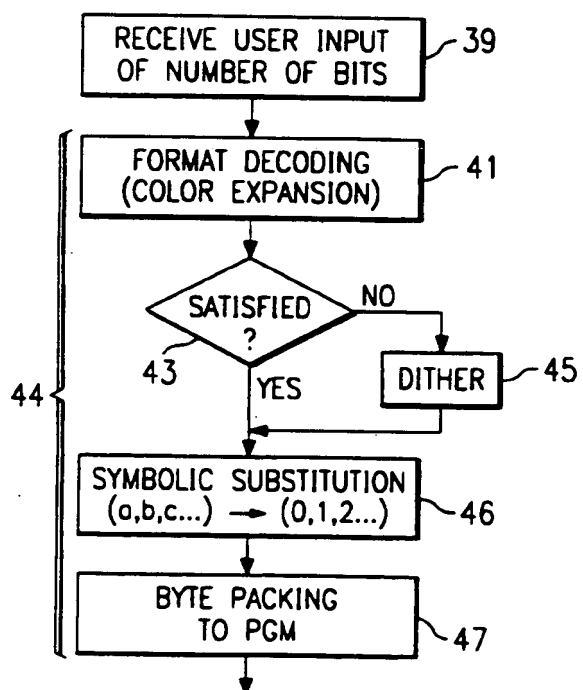 RECEIVE USER INPUT
OF NUMBER OF BITS
39
FORMAT DECODING
(COLOR EXPANSION)
41
SATISFIED
?
43
NO
YES
DITHER
45
44
SYMBOLIC SUBSTITUTION
(a,b,c...) → (0,1,2...)
46
BYTE PACKING
TO PGM
47